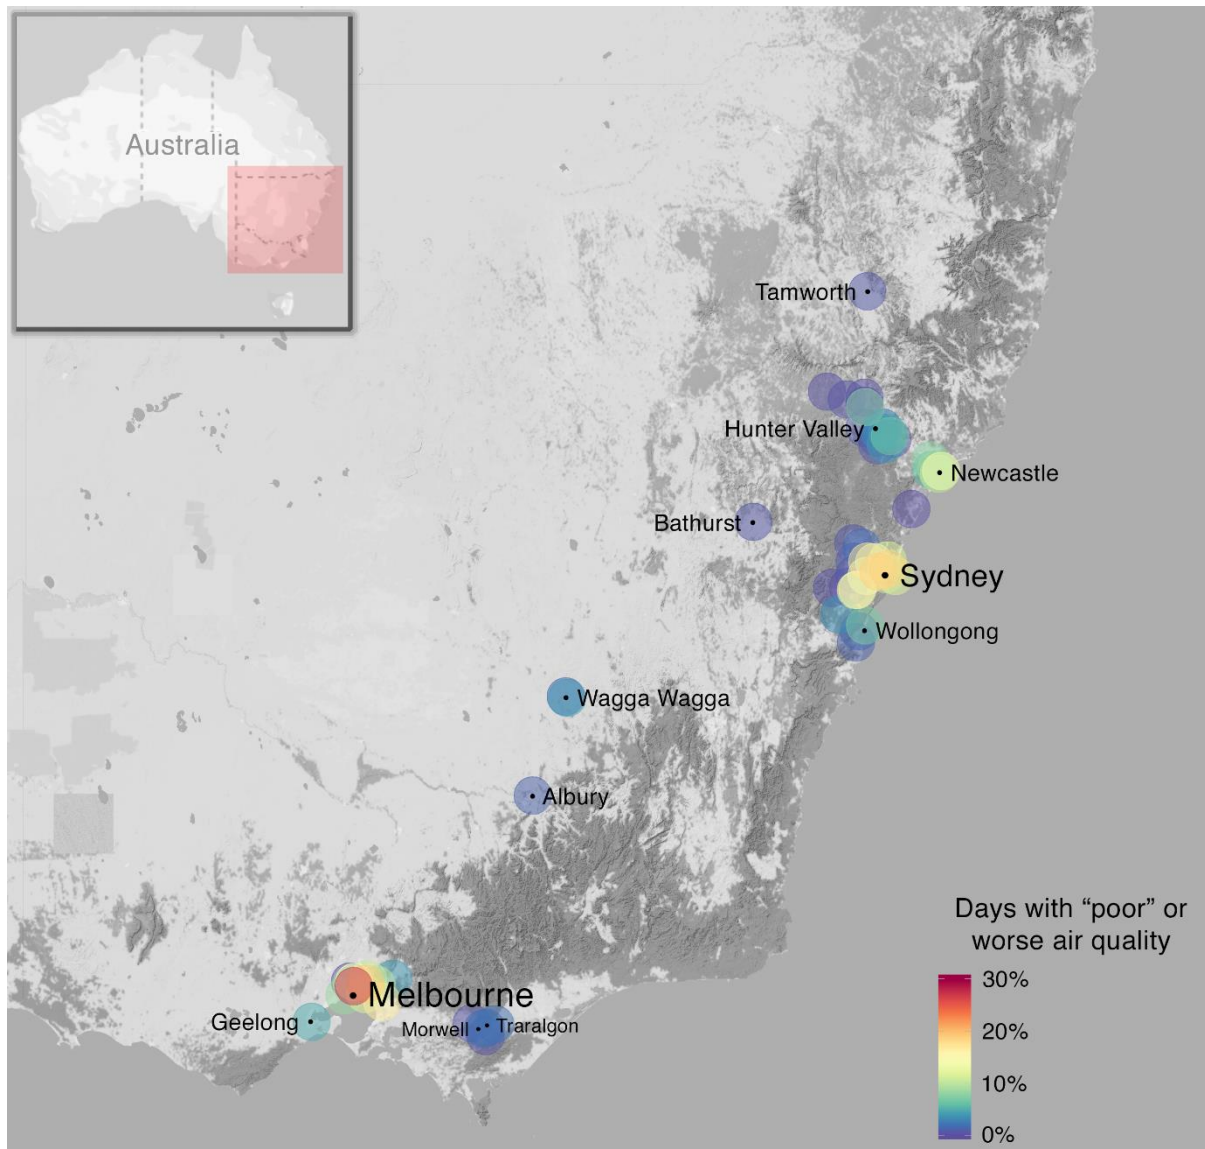 Australia
Tamworth
Hunter Valley
Newcastle
Bathurst
Sydney
Wollongong
Wagga Wagga
Albury
Days with “poor” or
worse air quality
30%
20%
10%
0%
Melbourne
Geelong
Morwell
Traralgon